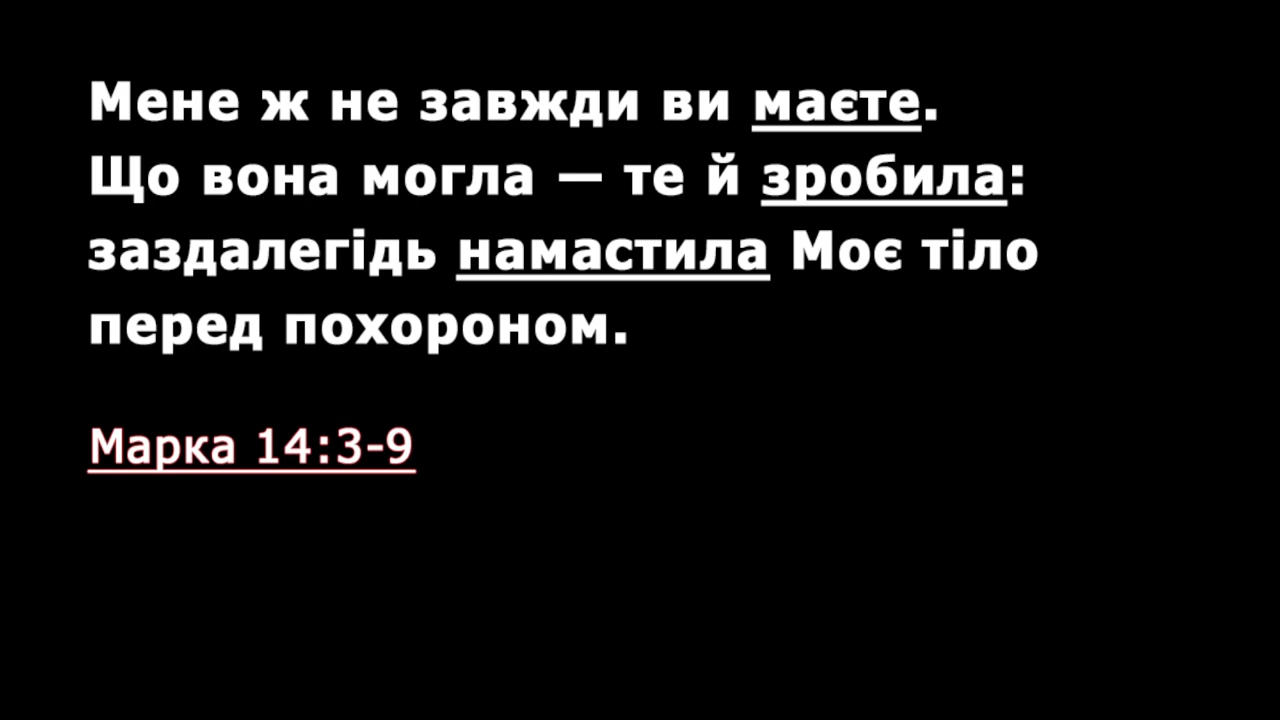 Мене ж не завжди ви маєте.
Що вона могла — те й зробила:
заздалегідь намастила Моє тіло
перед похороном.
Марка 14:3-9